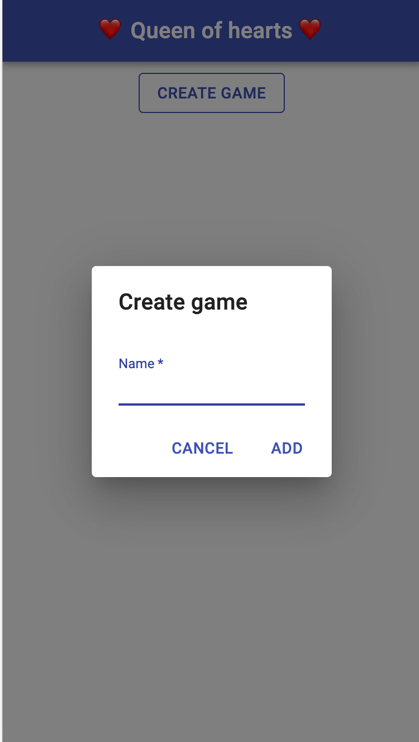 ❤️ Queen of hearts ❤️
CREATE GAME
Create game
Name *
CANCEL ADD